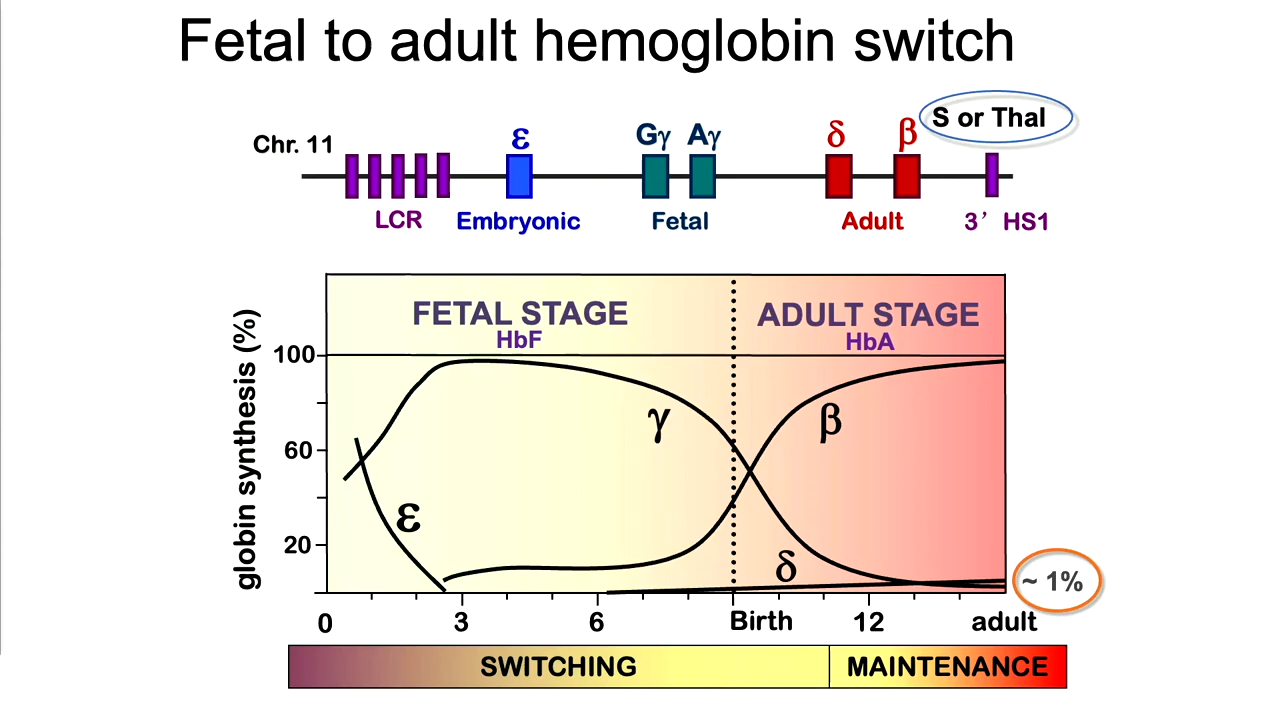 Fetal to adult hemoglobin switch
S or Thal
Chr. 11
ε
Gγ
Aγ
δ
β
LCR
Embryonic
Fetal
Adult
3’ HS1
FETAL STAGE
HbF
ADULT STAGE
HbA
globin synthesis (%)
100
60
20
γ
β
ε
δ
~ 1%
0
3
6
Birth
12
adult
SWITCHING
MAINTENANCE